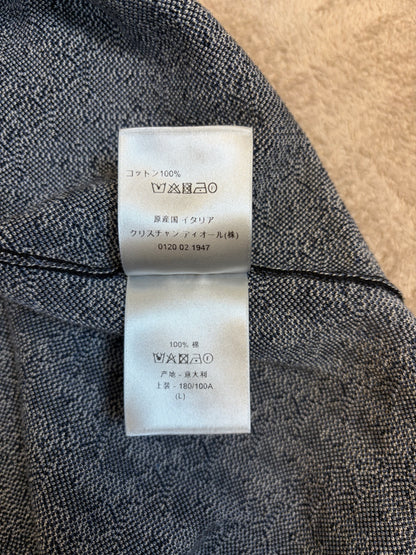 コットン100%
原産国 イタリア
クリスチャン ディオール(株)
0120 02 1947
100% 棉
产地 - 意大利
上装 - 180/100A
(L)